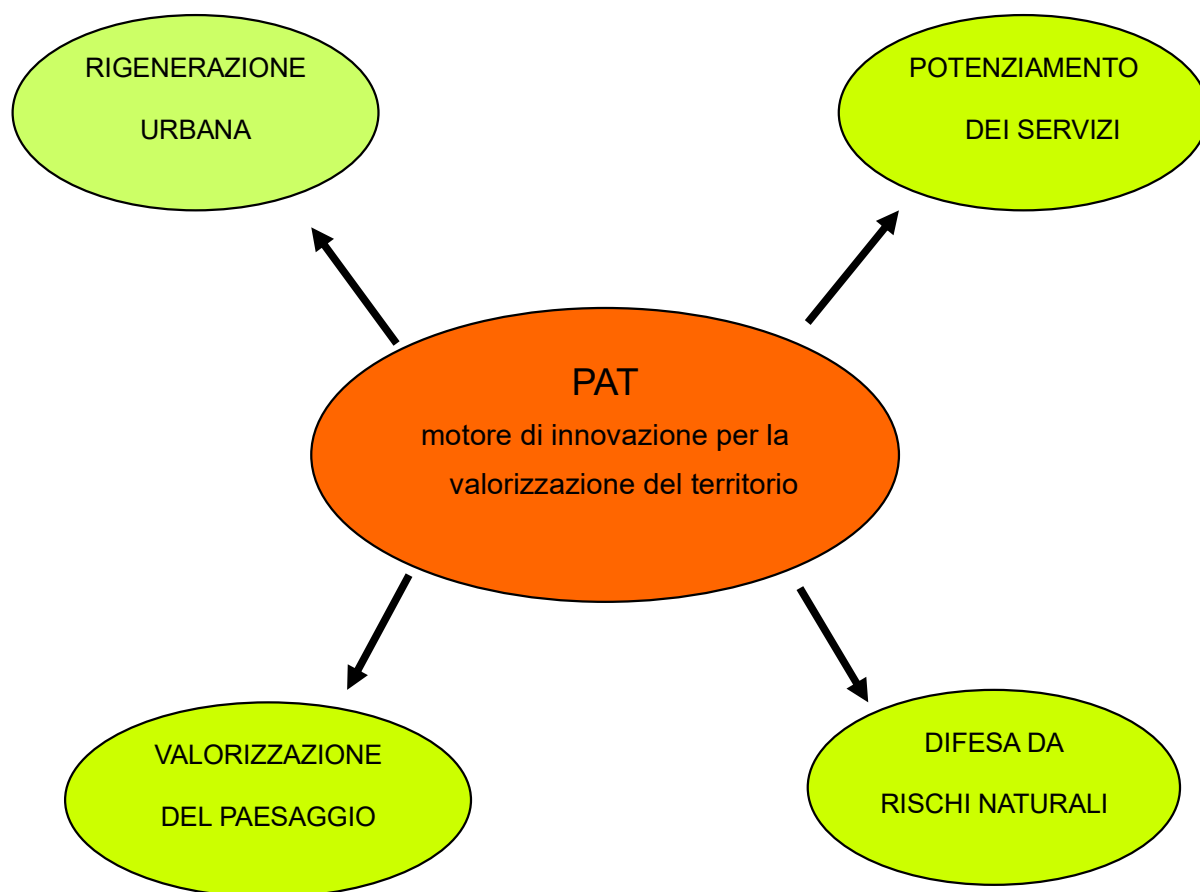 RIGENERAZIONE
URBANA
POTENZIAMENTO
DEI SERVIZI
PAT
motore di innovazione per la
valorizzazione del territorio
VALORIZZAZIONE
DEL PAESAGGIO
DIFESA DA
RISCHI NATURALI